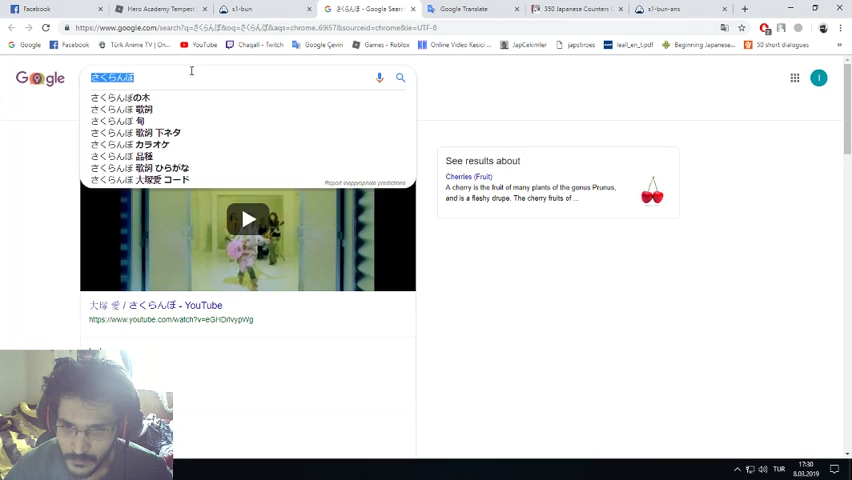 Facebook
Hero Academy Tempest
s1-bun
さくらんぼ - Google Sear
Google Translate
350 Japanese Counters
s1-bun-ans
https://www.google.com/search?q=さくらんぼ&oq=さくらんぼ&aqs=chrome..69i57&sourceid=chrome&ie=UTF-8
Google
Facebook
Türk Anime TV | On...
YouTube
Chaqall - Twitch
Google Çeviri
Games - Roblox
Online Video Kesici...
JapÇekimler
japstroies
leall_en_t.pdf
Beginning Japanese...
50 short dialogues
Google
さくらんぼ
さくらんぼの木
さくらんぼ 歌詞
さくらんぼ 旬
さくらんぼ 歌詞 下ネタ
さくらんぼ カラオケ
さくらんぼ 品種
さくらんぼ 歌詞 ひらがな
さくらんぼ 大塚愛 コード
Report inappropriate predictions
See results about
Cherries (Fruit)
A cherry is the fruit of many plants of the genus Prunus,
and is a fleshy drupe. The cherry fruits of ...
大塚 愛 / さくらんぼ - YouTube
https://www.youtube.com/watch?v=eGHDrIvypWg
TUR
17:30
8.03.2019